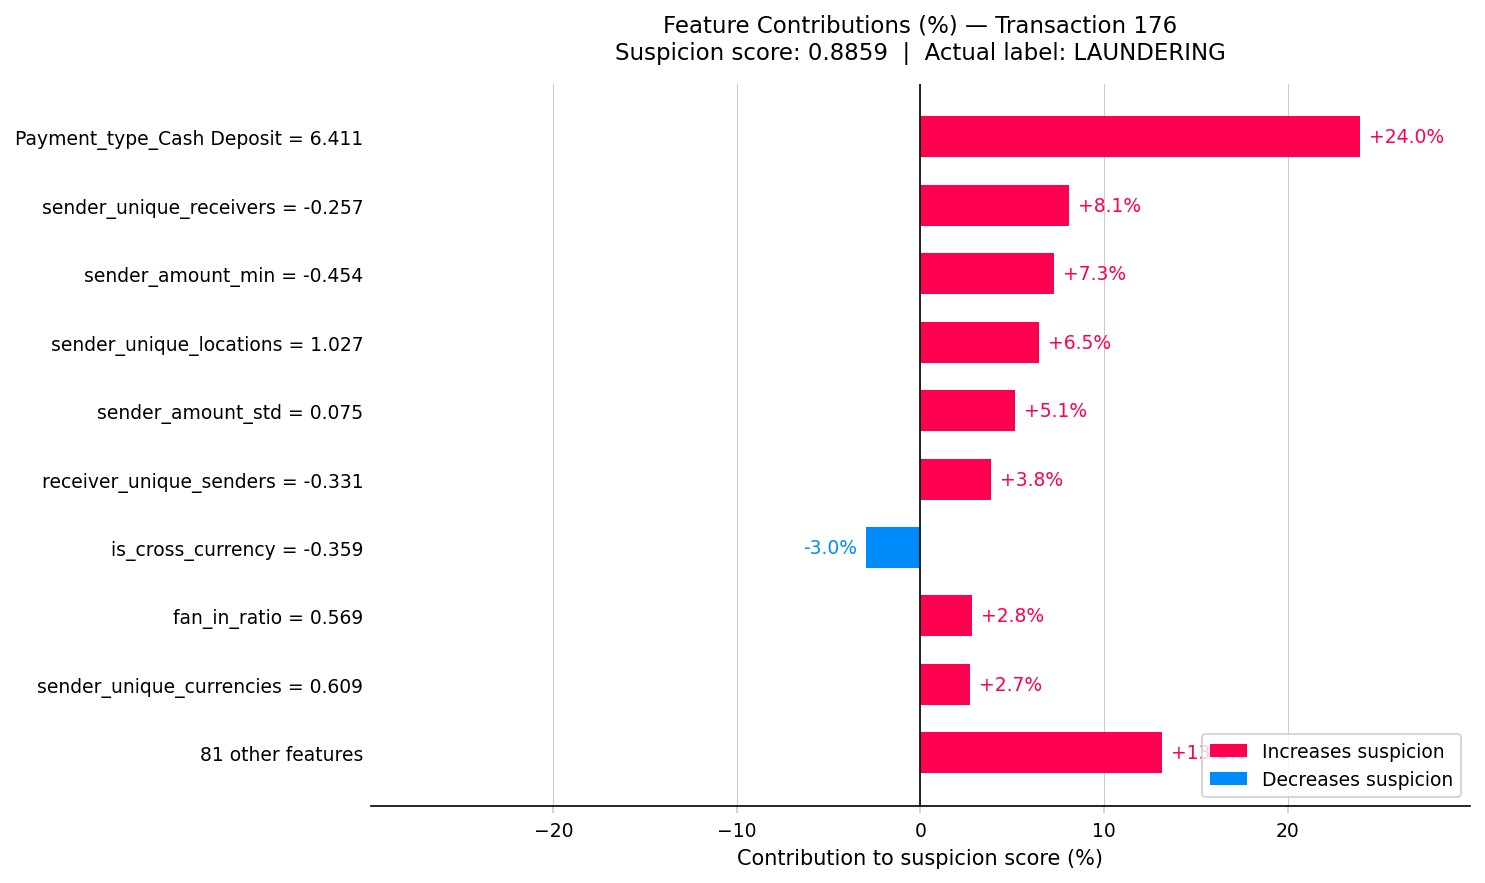 Feature Contributions (%) — Transaction 176
Suspicion score: 0.8859 | Actual label: LAUNDERING
Payment_type_Cash Deposit = 6.411
+24.0%
sender_unique_receivers = -0.257
+8.1%
sender_amount_min = -0.454
+7.3%
sender_unique_locations = 1.027
+6.5%
sender_amount_std = 0.075
+5.1%
receiver_unique_senders = -0.331
+3.8%
is_cross_currency = -0.359
-3.0%
fan_in_ratio = 0.569
+2.8%
sender_unique_currencies = 0.609
+2.7%
81 other features
Increases suspicion
Decreases suspicion
−20
−10
0
10
20
Contribution to suspicion score (%)